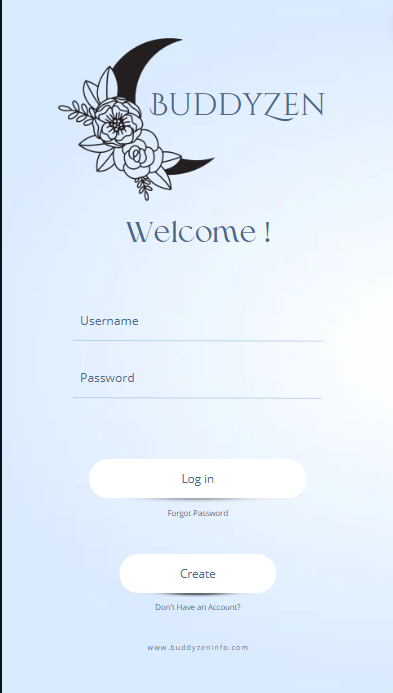 BUDDYZEN
Welcome !
Username
Password
Log in
Forgot Password
Create
Don't Have an Account?
www.buddyzeninfo.com